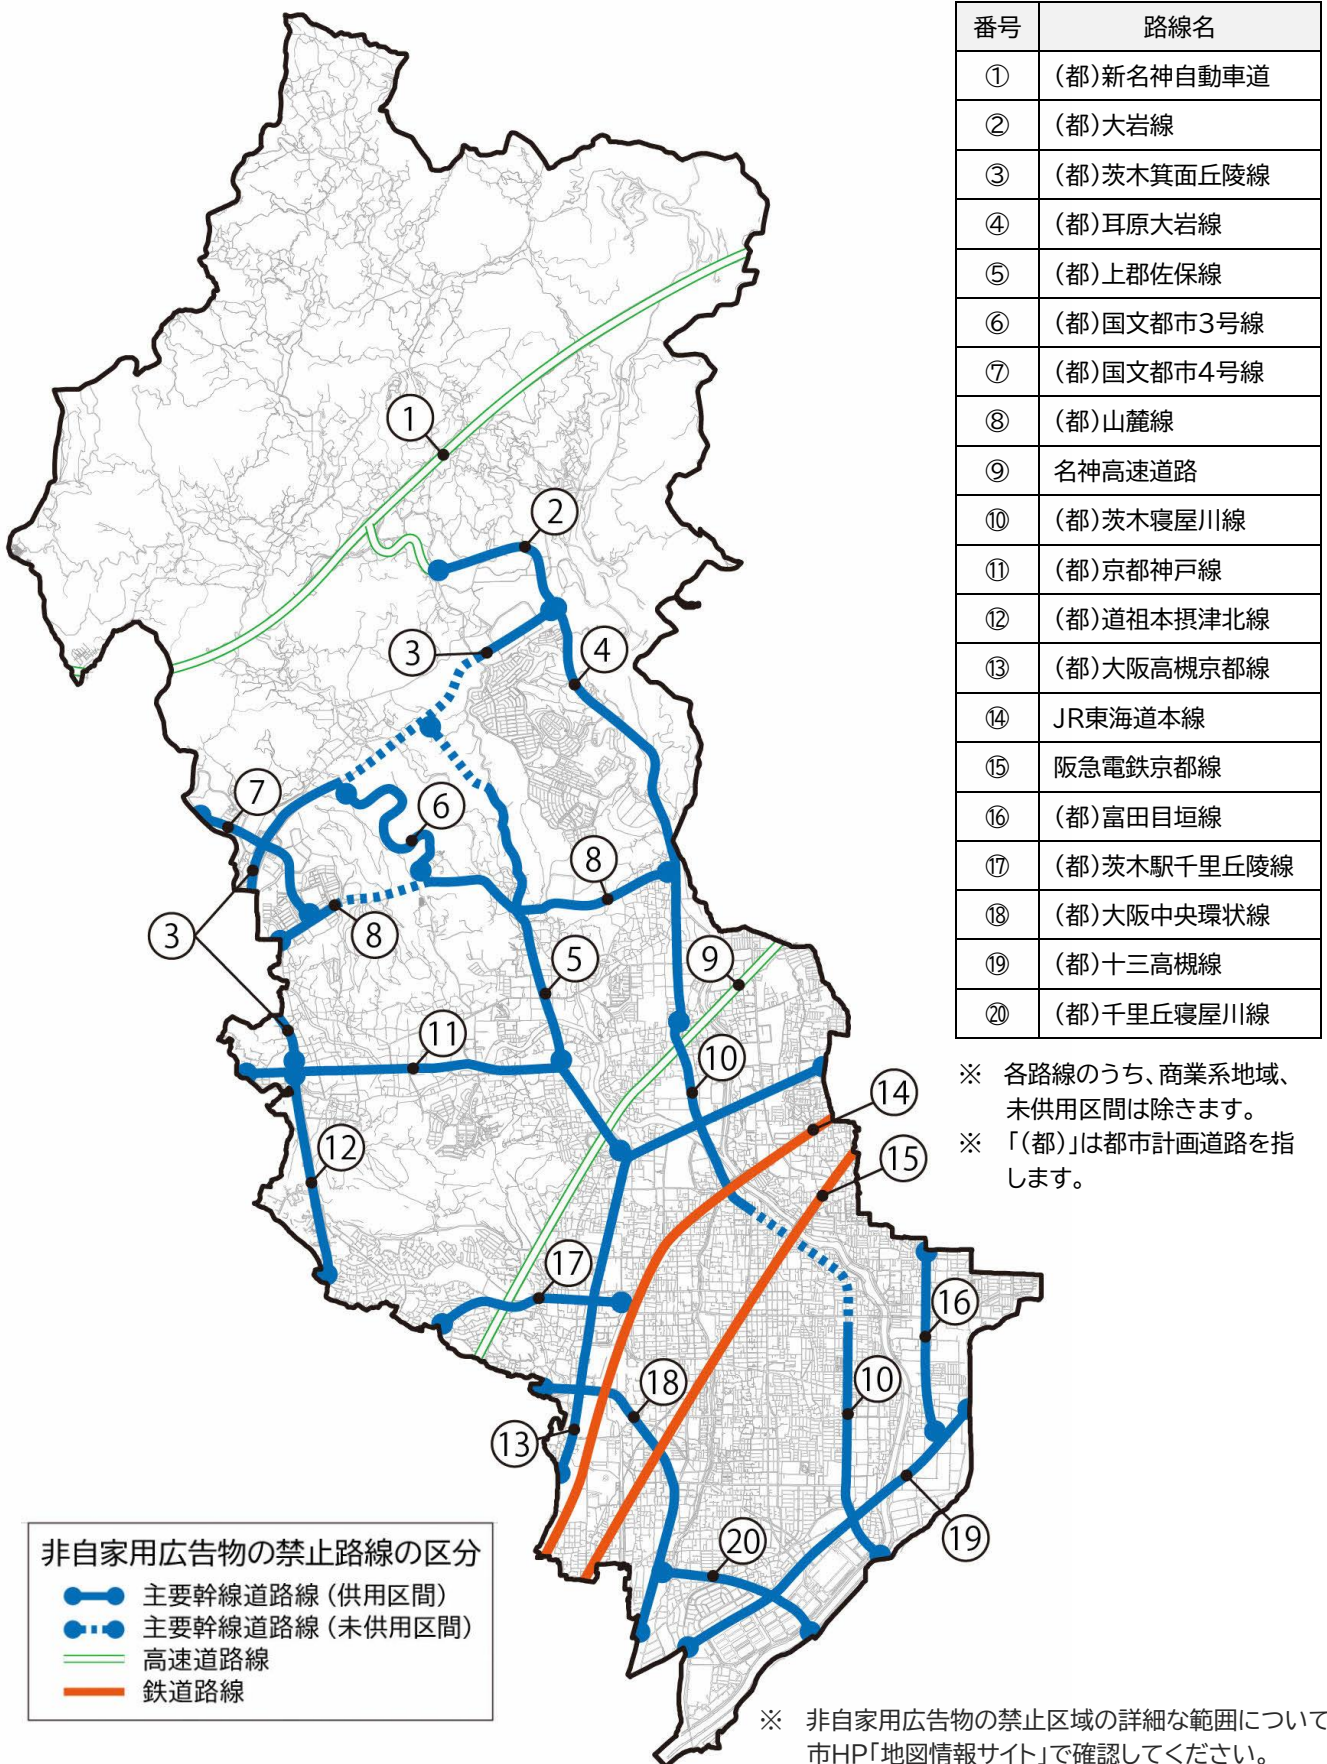 番号 路線名
① (都)新名神自動車道
② (都)大岩線
③ (都)茨木箕面丘陵線
④ (都)耳原大岩線
⑤ (都)上郡佐保線
⑥ (都)国文都市3号線
⑦ (都)国文都市4号線
⑧ (都)山麓線
⑨ 名神高速道路
⑩ (都)茨木寝屋川線
⑪ (都)京都神戸線
⑫ (都)道祖本摂津北線
⑬ (都)大阪高槻京都線
⑭ JR東海道本線
⑮ 阪急電鉄京都線
⑯ (都)富田目垣線
⑰ (都)茨木駅千里丘陵線
⑱ (都)大阪中央環状線
⑲ (都)十三高槻線
⑳ (都)千里丘寝屋川線
※ 各路線のうち、商業系地域、
未供用区間は除きます。
※ 「(都)」は都市計画道路を指
します。
1
2
3
4
7
6
8
3
8
5
9
11
10
14
12
15
17
16
18
10
13
20
19
非自家用広告物の禁止路線の区分
主要幹線道路線(供用区間)
主要幹線道路線(未供用区間)
高速道路線
鉄道路線
※ 非自家用広告物の禁止区域の詳細な範囲について
市HP「地図情報サイト」で確認してください。